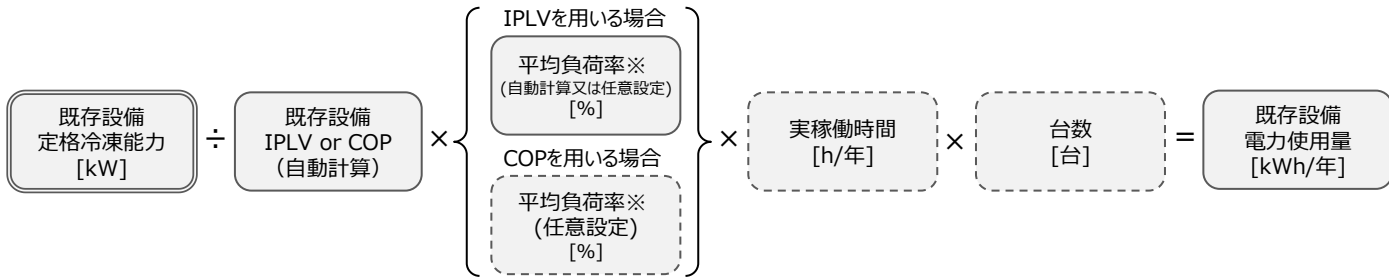 既存設備
定格冷凍能力
[kW]
÷
既存設備
IPLV or COP
（自動計算）
×
IPLVを用いる場合
平均負荷率※
(自動計算又は任意設定)
[%]
COPを用いる場合
平均負荷率※
(任意設定)
[%]
×
実稼働時間
[h/年]
×
台数
[台]
=
既存設備
電力使用量
[kWh/年]